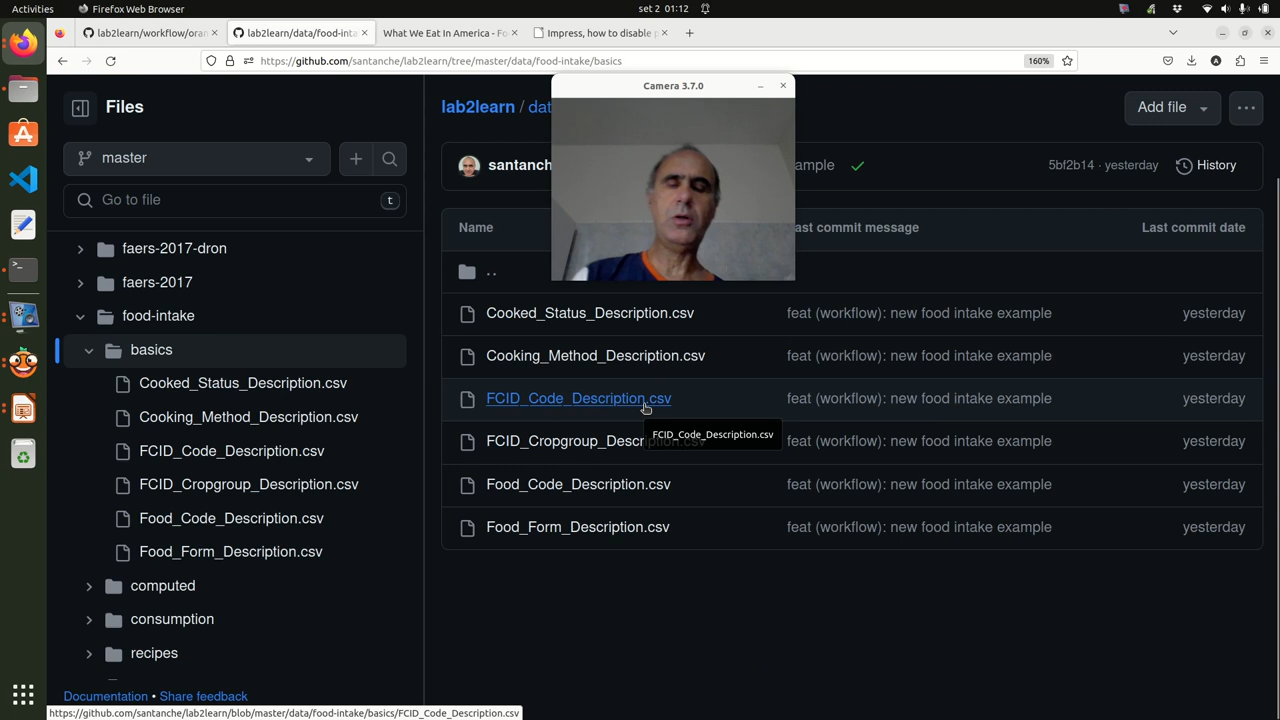 Activities
Firefox Web Browser
set 2 01:12
lab2learn/workflow/oran
lab2learn/data/food-inta
What We Eat In America - Fo
Impress, how to disable p
https://github.com/santanche/lab2learn/tree/master/data/food-intake/basics
160%
Camera 3.7.0
Files
master
Go to file
t
faers-2017-dron
faers-2017
food-intake
basics
Cooked_Status_Description.csv
Cooking_Method_Description.csv
FCID_Code_Description.csv
FCID_Cropgroup_Description.csv
Food_Code_Description.csv
Food_Form_Description.csv
computed
consumption
recipes
Documentation • Share feedback
lab2learn / dat
Add file
santanch
ample
5bf2b14 · yesterday
History
Name
ast commit message
Last commit date
..
Cooked_Status_Description.csv feat (workflow): new food intake example yesterday
Cooking_Method_Description.csv feat (workflow): new food intake example yesterday
FCID_Code_Description.csv feat (workflow): new food intake example yesterday
FCID_Code_Description.csv
FCID_Cropgroup_Description.csv feat (workflow): new food intake example yesterday
Food_Code_Description.csv feat (workflow): new food intake example yesterday
Food_Form_Description.csv feat (workflow): new food intake example yesterday
https://github.com/santanche/lab2learn/blob/master/data/food-intake/basics/FCID_Code_Description.csv